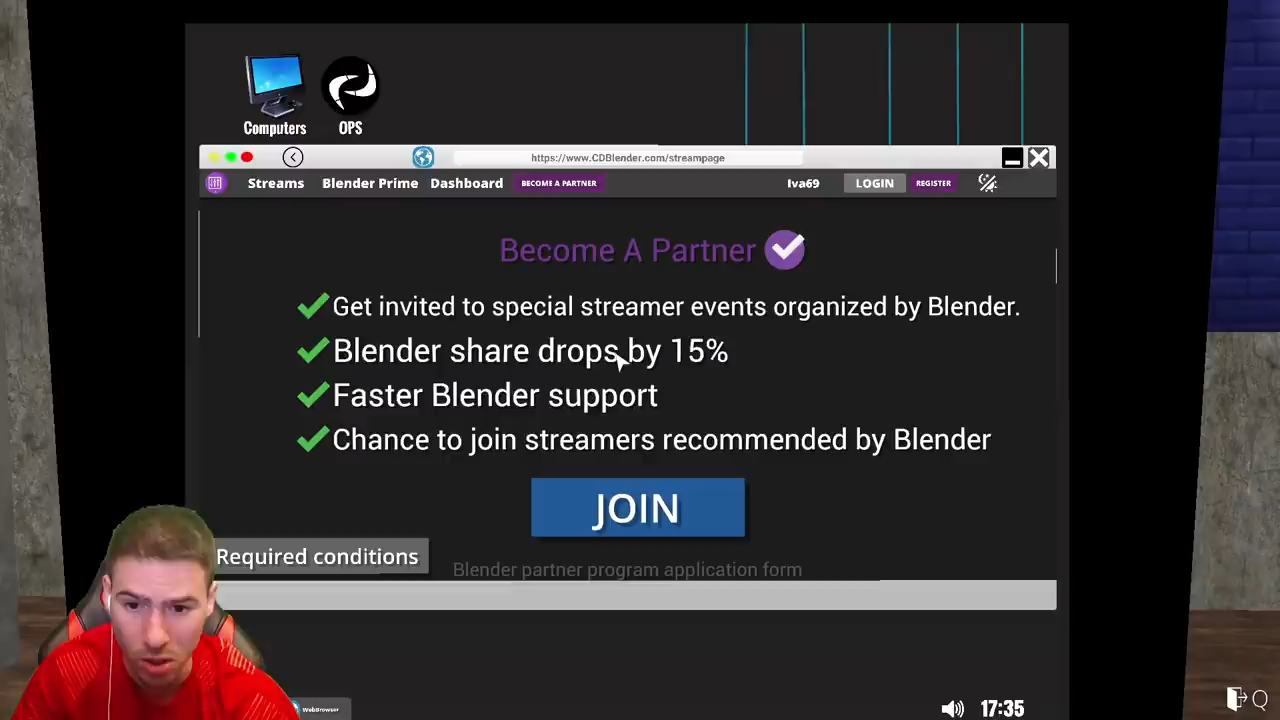 Computers
OPS
https://www.CDBlender.com/streampage
Streams Blender Prime Dashboard BECOME A PARTNER Iva69 LOGIN REGISTER
Become A Partner
Get invited to special streamer events organized by Blender.
Blender share drops by 15%
Faster Blender support
Chance to join streamers recommended by Blender
JOIN
Required conditions
Blender partner program application form
WebBrowser
17:35
Q